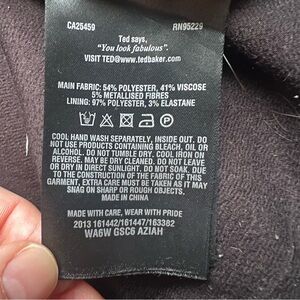 CA25459 RN95229
Ted says,
"You look fabulous".
VISIT TED@www.tedbaker.com
MAIN FABRIC: 54% POLYESTER, 41% VISCOSE
5% METALLISED FIBRES
LINING: 97% POLYESTER, 3% ELASTANE
COOL HAND WASH SEPARATELY, INSIDE OUT. DO
NOT USE PRODUCTS CONTAINING BLEACH, OIL OR
ALCOHOL. DO NOT TUMBLE DRY. COOL IRON ON
REVERSE. MAY BE DRY CLEANED. DO NOT LEAVE
OR DRY IN DIRECT SUNLIGHT. DO NOT SOAK. DUE
TO THE CONSTRUCTION OF THE FABRIC OF THIS
GARMENT, EXTRA CARE MUST BE TAKEN AS IT MAY
SNAG ON SHARP OR ROUGH OBJECTS.
MADE IN CHINA
MADE WITH CARE, WEAR WITH PRIDE
2013 161442/161447/163382
WA6W GSC6 AZIAH